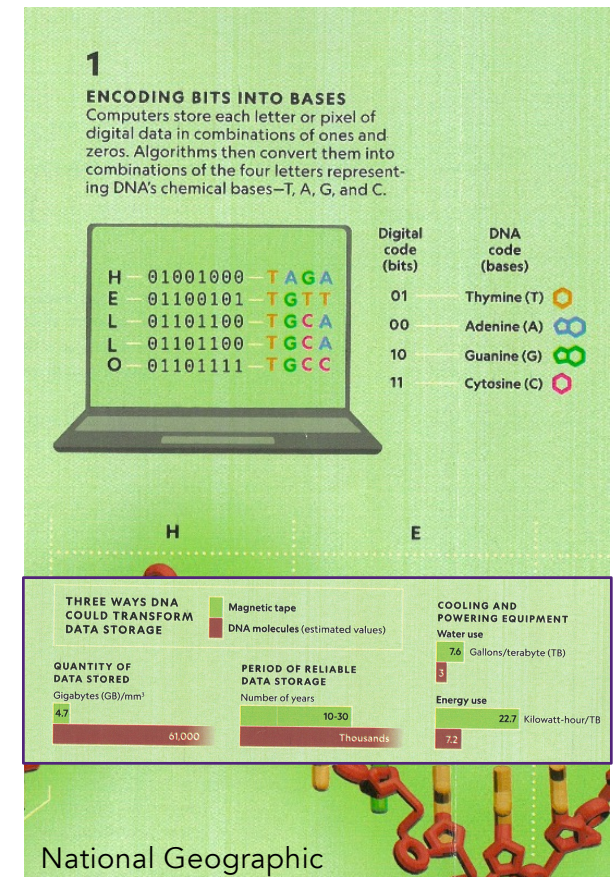 1
ENCODING BITS INTO BASES
Computers store each letter or pixel of
digital data in combinations of ones and
zeros. Algorithms then convert them into
combinations of the four letters represent-
ing DNA's chemical bases—T, A, G, and C.
H 01001000 TAGA
E 01100101 TGTT
L 01101100 TGCA
L 01101100 TGCA
O 01101111 TGCC
Digital
code
(bits)
DNA
code
(bases)
01 Thymine (T)
00 Adenine (A)
10 Guanine (G)
11 Cytosine (C)
H E
THREE WAYS DNA
COULD TRANSFORM
DATA STORAGE
Magnetic tape
DNA molecules (estimated values)
QUANTITY OF
DATA STORED
Gigabytes (GB)/mm³
4.7
61,000
PERIOD OF RELIABLE
DATA STORAGE
Number of years
10-30
Thousands
COOLING AND
POWERING EQUIPMENT
Water use
7.6 Gallons/terabyte (TB)
3
Energy use
22.7 Kilowatt-hour/TB
7.2
National Geographic